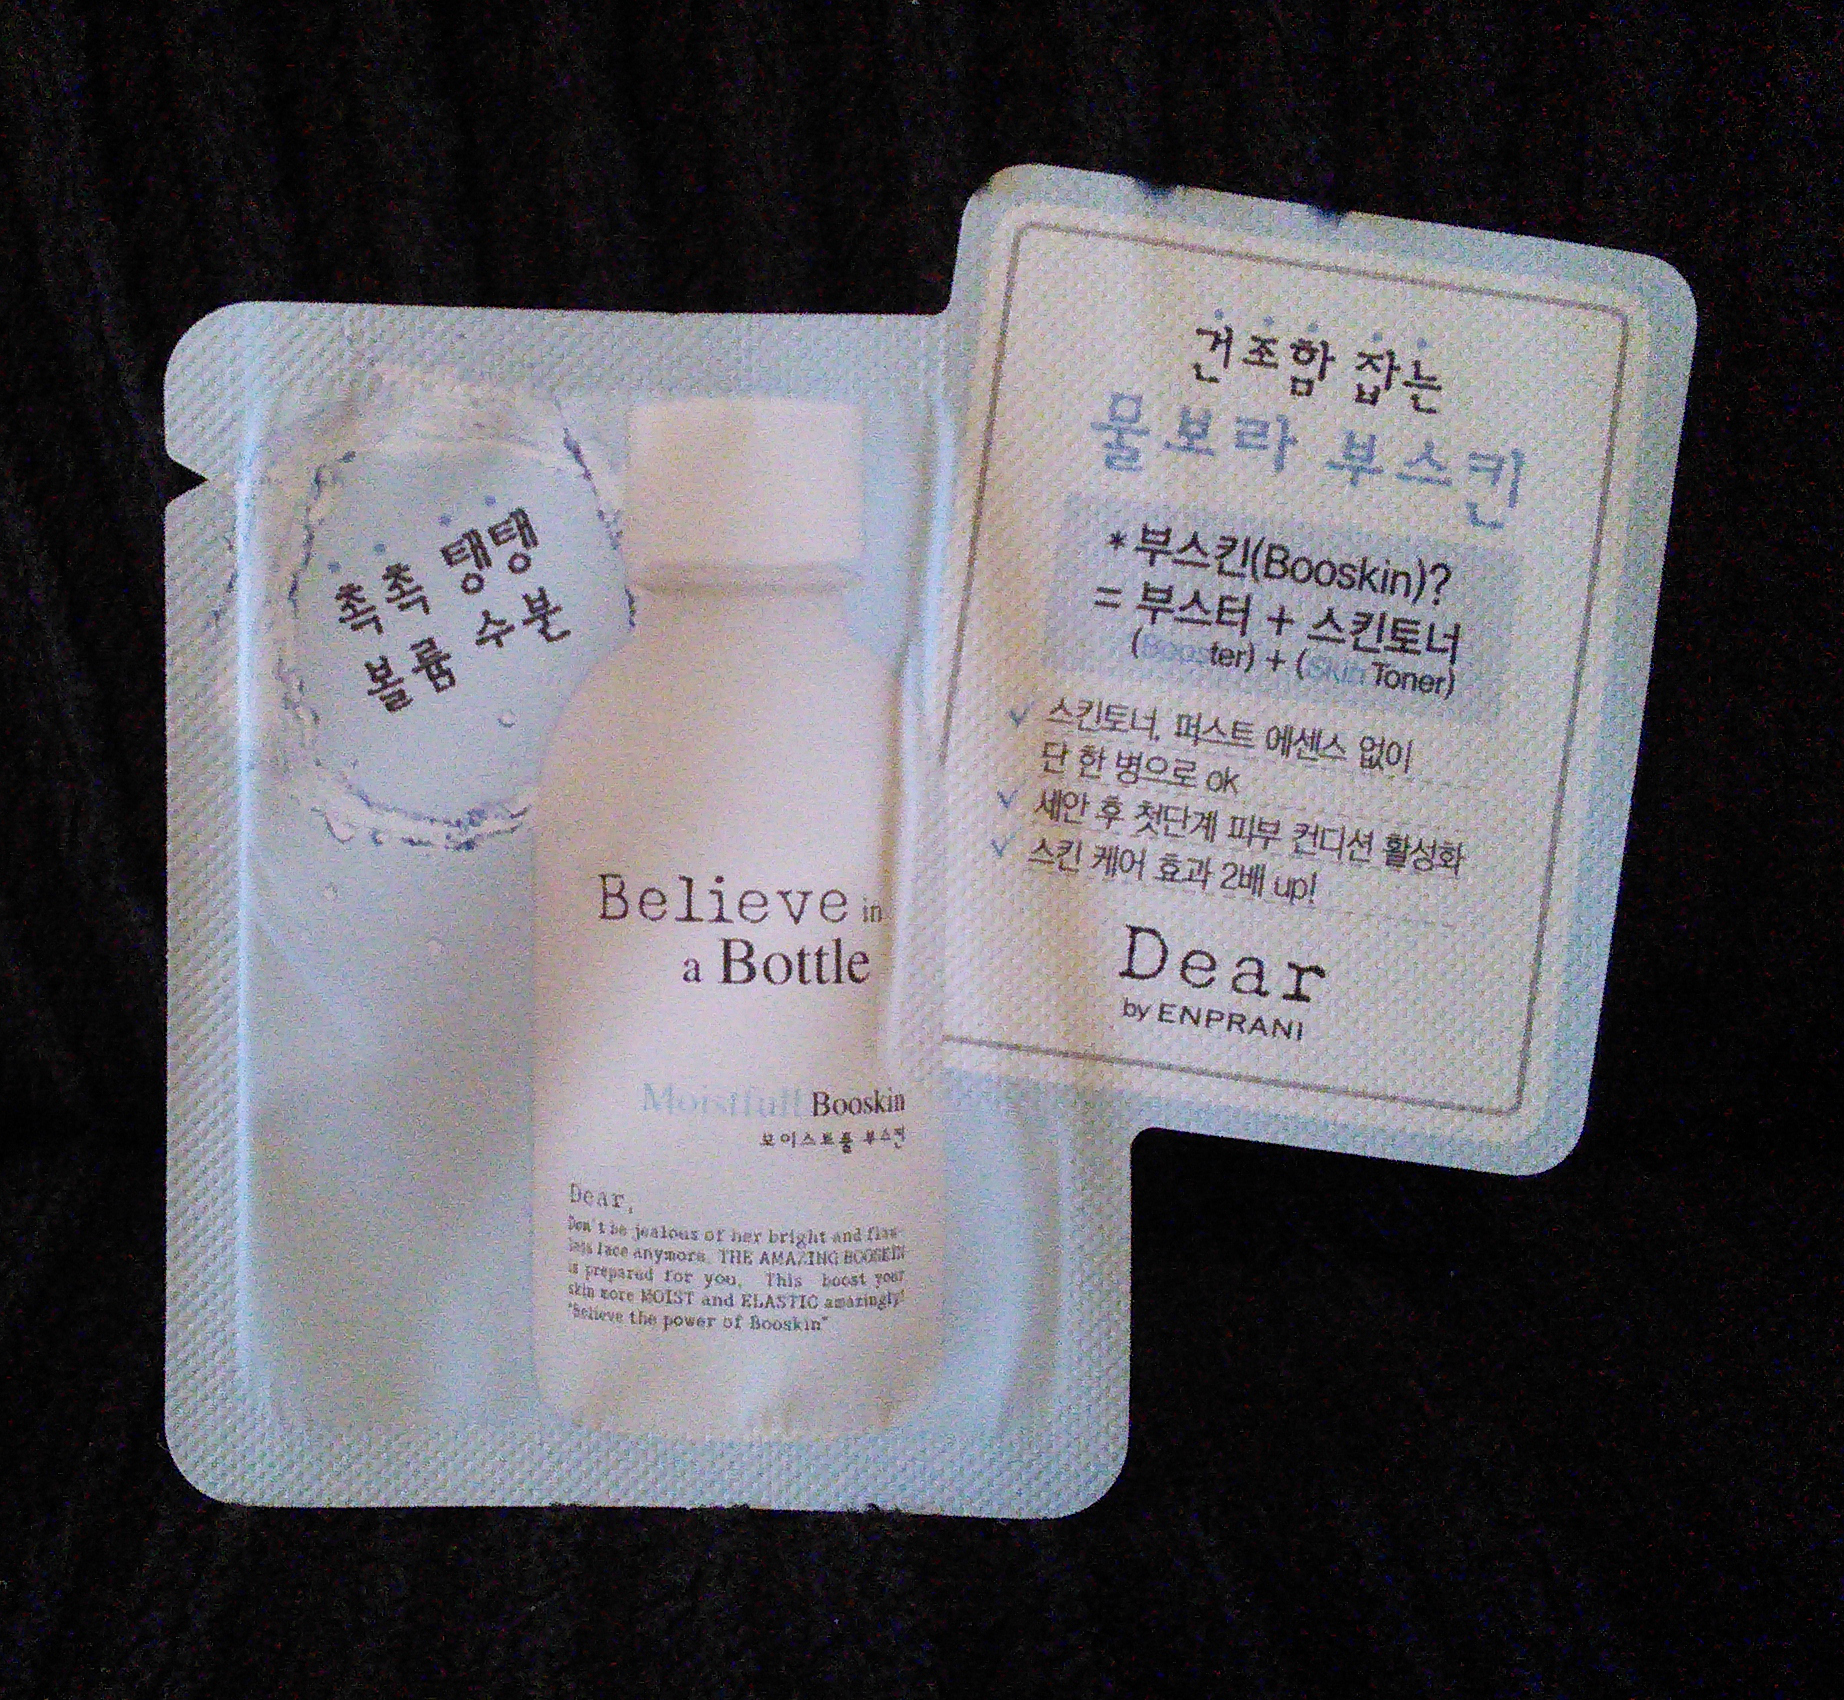 촉촉 탱탱
볼륨 수분
Believe in
a Bottle
Moistfull Booskin
모이스트풀 부스킨
Dear,
Don't be jealous of her bright and flaw-
less face anymore. THE AMAZING BOOSKIN
is prepared for you. This boost your
skin more MOIST and ELASTIC amazingly!
"Believe the power of Booskin"
건조함 잡는
물보라 부스킨
* 부스킨(Booskin)?
= 부스터 + 스킨토너
(Booster) + (Skin Toner)
✓ 스킨토너, 퍼스트 에센스 없이
단 한 병으로 ok
✓ 세안 후 첫단계 피부 컨디션 활성화
✓ 스킨 케어 효과 2배 up!
Dear
by ENPRANI